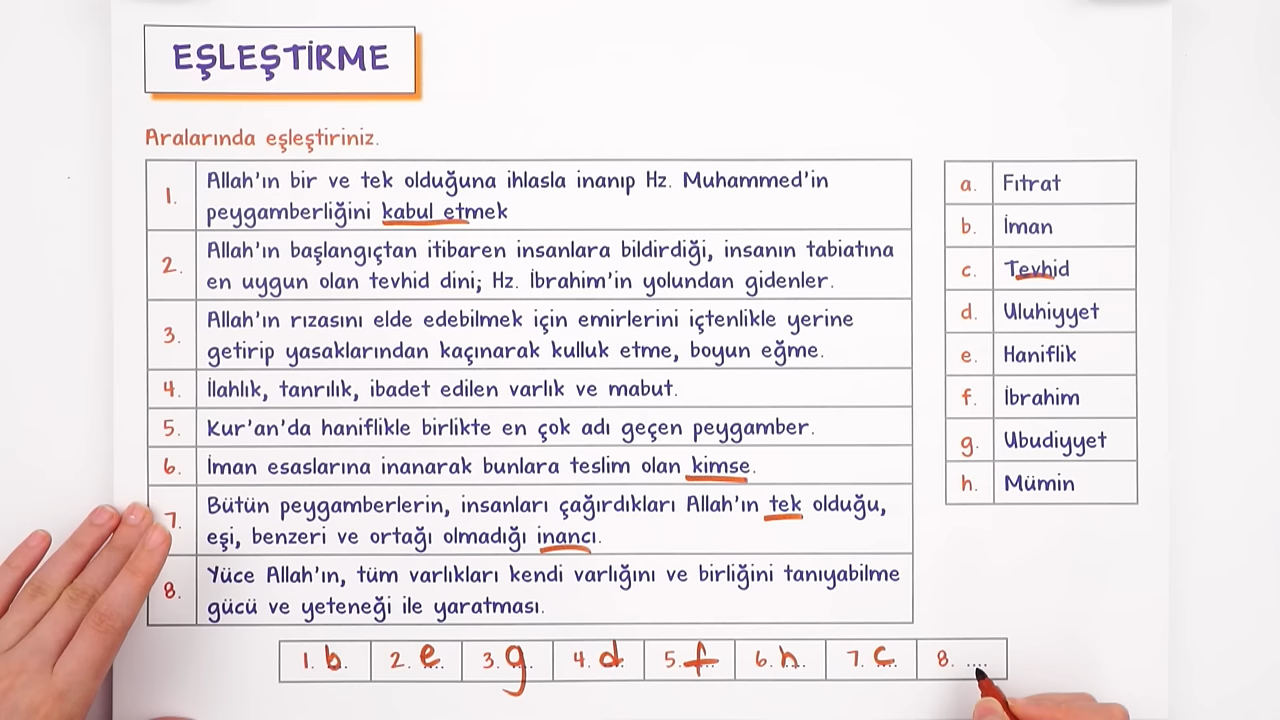 EŞLEŞTİRME
Aralarında eşleştiriniz.
1. Allah'ın bir ve tek olduğuna ihlasla inanıp Hz. Muhammed'in
peygamberliğini kabul etmek
2. Allah'ın başlangıçtan itibaren insanlara bildirdiği, insanın tabiatına
en uygun olan tevhid dini; Hz. İbrahim'in yolundan gidenler.
3. Allah'ın rızasını elde edebilmek için emirlerini içtenlikle yerine
getirip yasaklarından kaçınarak kulluk etme, boyun eğme.
4. İlahlık, tanrılık, ibadet edilen varlık ve mabut.
5. Kur'an'da haniflikle birlikte en çok adı geçen peygamber.
6. İman esaslarına inanarak bunlara teslim olan kimse.
7. Bütün peygamberlerin, insanları çağırdıkları Allah'ın tek olduğu,
eşi, benzeri ve ortağı olmadığı inancı.
8. Yüce Allah'ın, tüm varlıkları kendi varlığını ve birliğini tanıyabilme
gücü ve yeteneği ile yaratması.
a. Fıtrat
b. İman
c. Tevhid
d. Uluhiyyet
e. Haniflik
f. İbrahim
g. Ubudiyyet
h. Mümin
1. b 2. e 3. g 4. d 5. f 6. h 7. c 8. ....